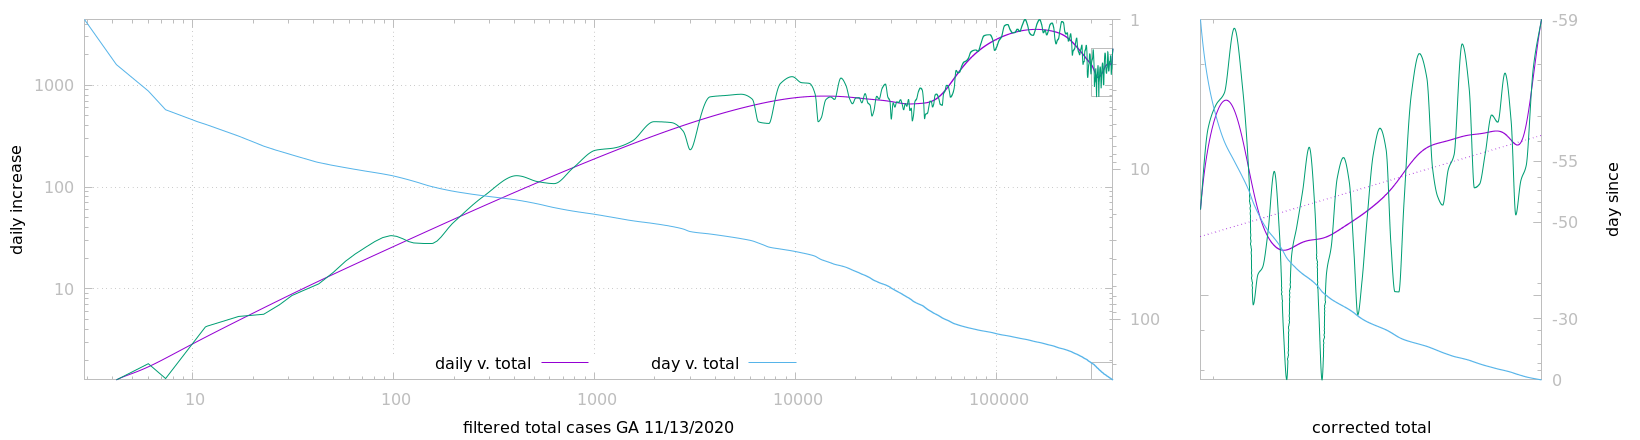 1
-59
1000
daily increase
100
10
-55
10
-50
day since
100
-30
daily v. total
day v. total
0
10
100
1000
10000
100000
filtered total cases GA 11/13/2020
corrected total